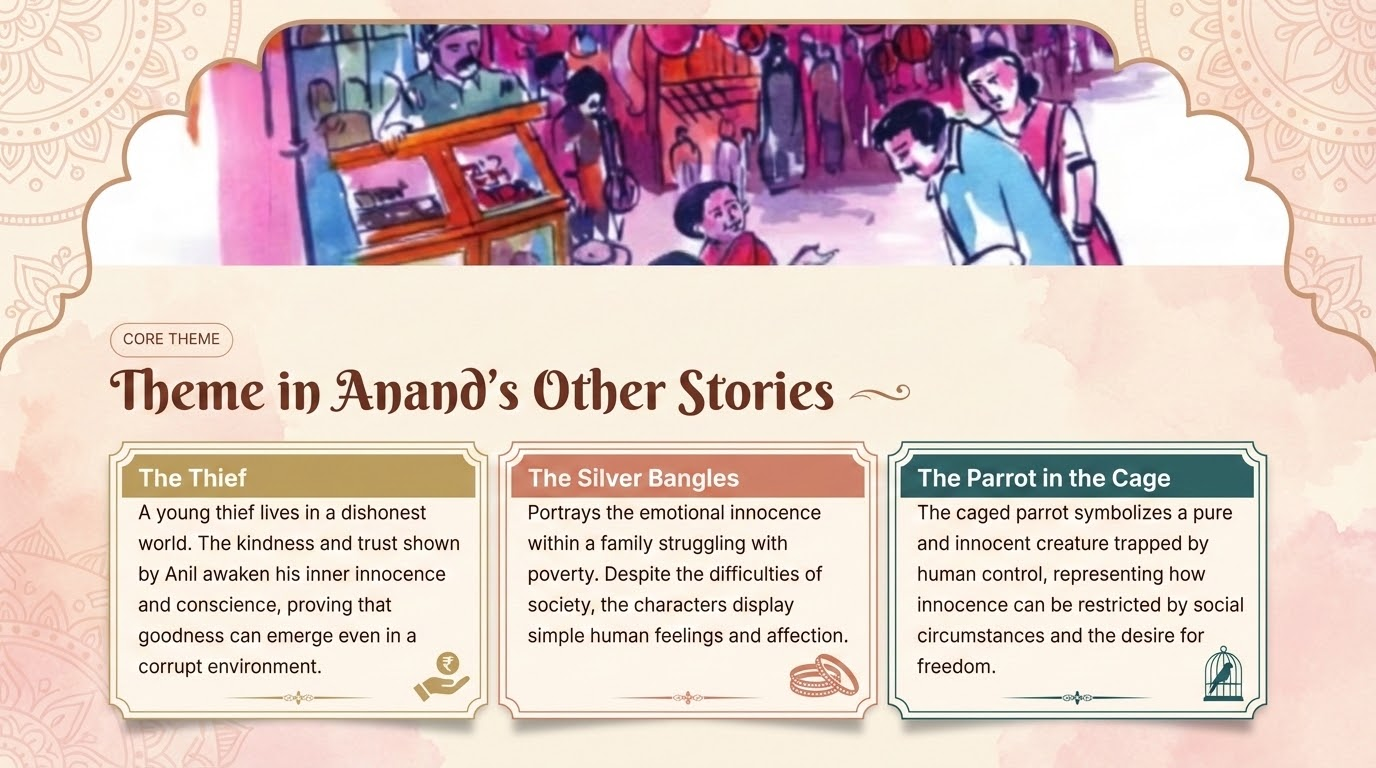 CORE THEME
Theme in Anand's Other Stories
The Thief
A young thief lives in a dishonest
world. The kindness and trust shown
by Anil awaken his inner innocence
and conscience, proving that
goodness can emerge even in a
corrupt environment.
₹
The Silver Bangles
Portrays the emotional innocence
within a family struggling with
poverty. Despite the difficulties of
society, the characters display
simple human feelings and affection.
The Parrot in the Cage
The caged parrot symbolizes a pure
and innocent creature trapped by
human control, representing how
innocence can be restricted by social
circumstances and the desire for
freedom.